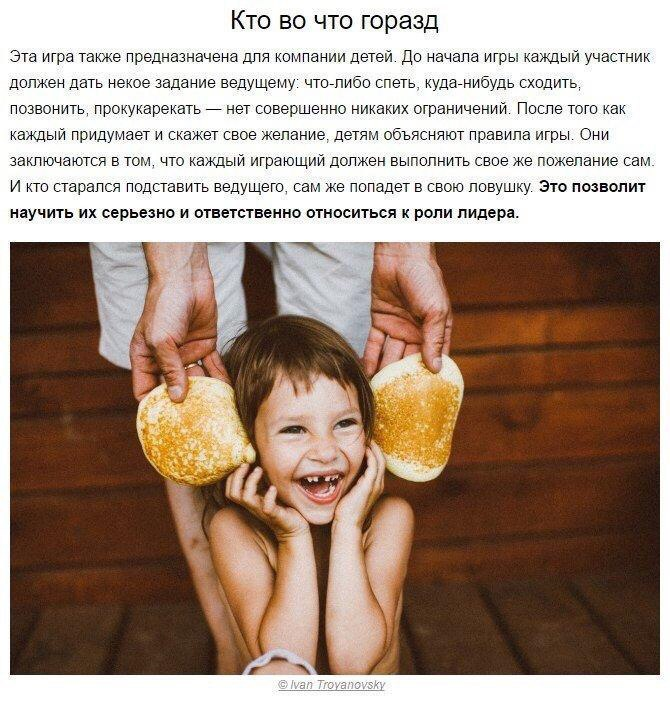 Кто во что горазд
Эта игра также предназначена для компании детей. До начала игры каждый участник
должен дать некое задание ведущему: что-либо спеть, куда-нибудь сходить,
позвонить, прокукарекать — нет совершенно никаких ограничений. После того как
каждый придумает и скажет свое желание, детям объясняют правила игры. Они
заключаются в том, что каждый играющий должен выполнить свое же пожелание сам.
И кто старался подставить ведущего, сам же попадет в свою ловушку. Это позволит
научить их серьезно и ответственно относиться к роли лидера.
© Ivan Troyanovsky